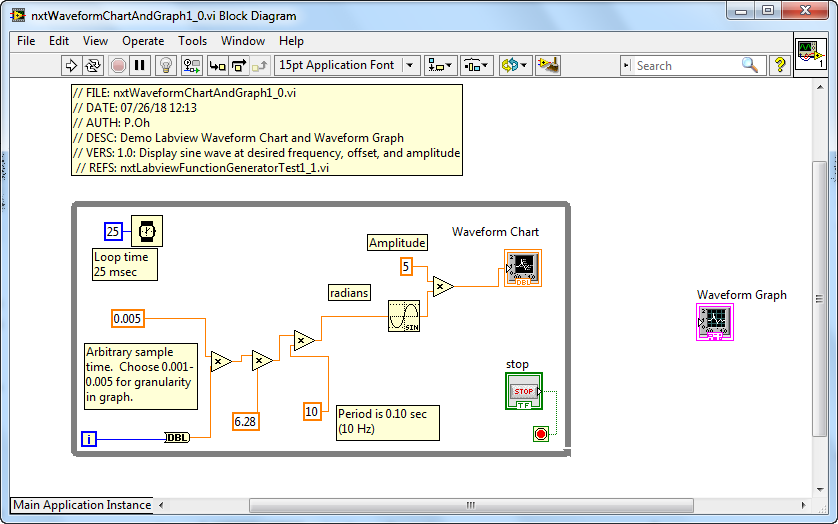 nxtWaveformChartAndGraph1_0.vi Block Diagram
File Edit View Operate Tools Window Help
15pt Application Font
Search
?
1
// FILE: nxtWaveformChartAndGraph1_0.vi
// DATE: 07/26/18 12:13
// AUTH: P.Oh
// DESC: Demo Labview Waveform Chart and Waveform Graph
// VERS: 1.0: Display sine wave at desired frequency, offset, and amplitude
// REFS: nxtLabviewFunctionGeneratorTest1_1.vi
25
Loop time
25 msec
Amplitude
Waveform Chart
5
DBL
radians
SIN
Waveform Graph
0.005
Arbitrary sample
time. Choose 0.001-
0.005 for granularity
in graph.
6.28
10
Period is 0.10 sec
(10 Hz)
stop
STOP
TF
i
DBL
Main Application Instance